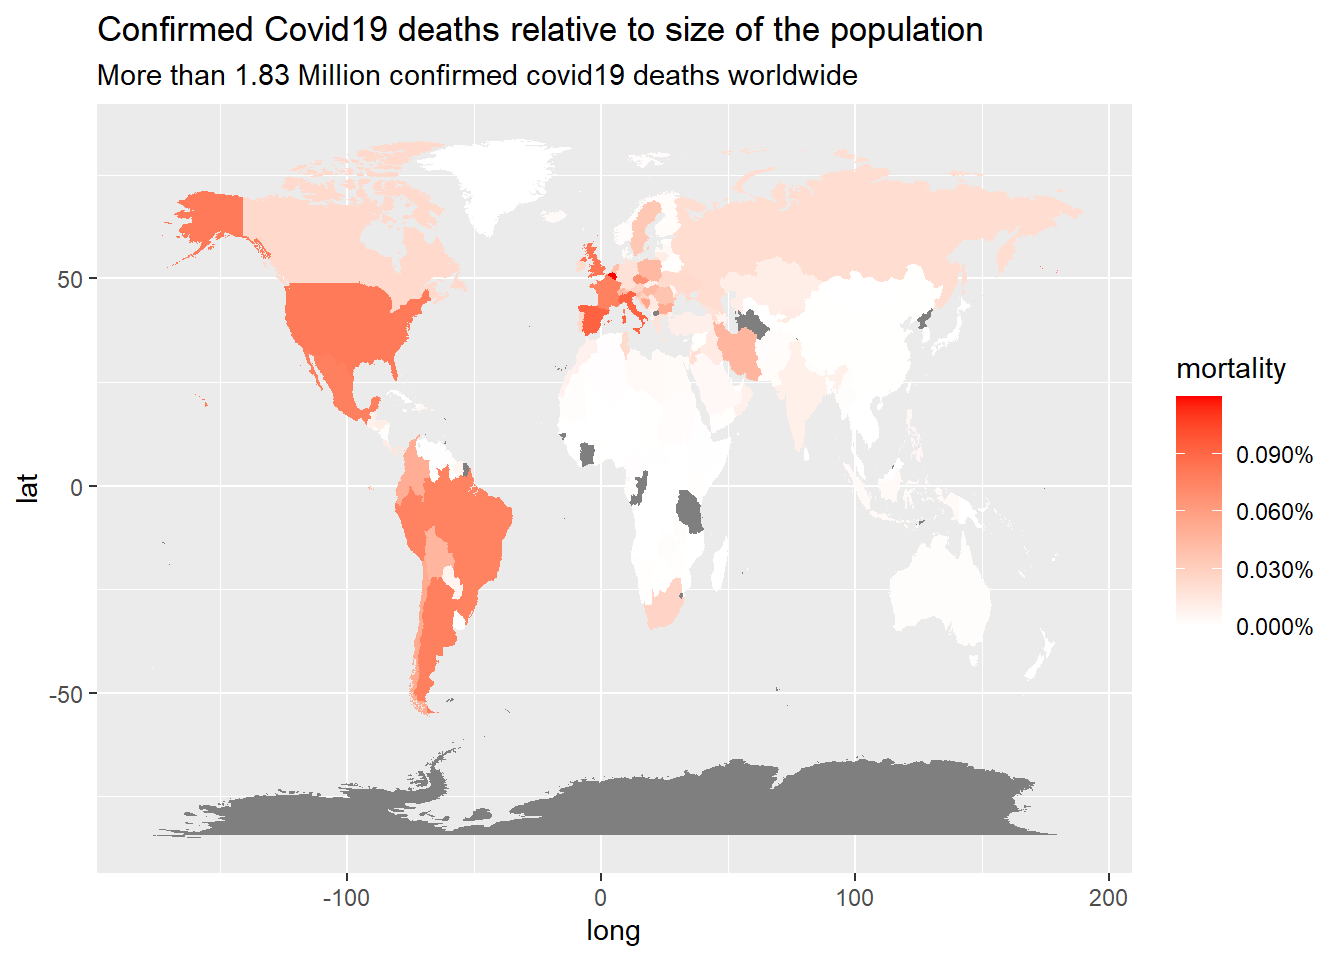 Confirmed Covid19 deaths relative to size of the population
More than 1.83 Million confirmed covid19 deaths worldwide
mortality
0.090%
0.060%
0.030%
0.000%
50
0
-50
lat
-100
0
100
200
long